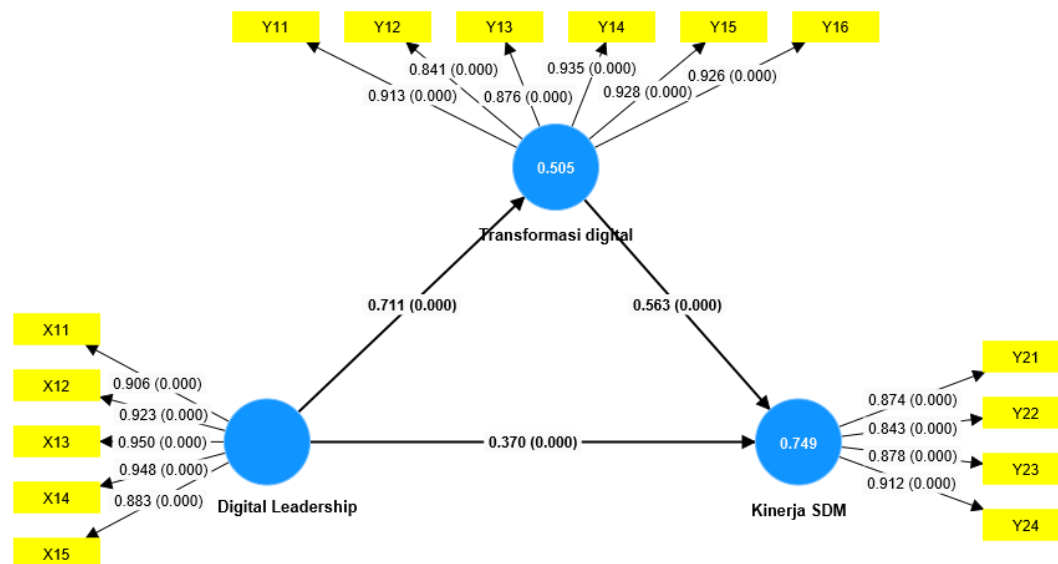 Y11
Y12
Y13
Y14
Y15
Y16
0.913 (0.000)
0.841 (0.000)
0.876 (0.000)
0.935 (0.000)
0.928 (0.000)
0.926 (0.000)
0.505
Transformasi digital
0.711 (0.000)
0.563 (0.000)
X11
X12
X13
X14
X15
0.906 (0.000)
0.923 (0.000)
0.950 (0.000)
0.948 (0.000)
0.883 (0.000)
Digital Leadership
0.370 (0.000)
0.749
Kinerja SDM
0.874 (0.000)
0.843 (0.000)
0.878 (0.000)
0.912 (0.000)
Y21
Y22
Y23
Y24